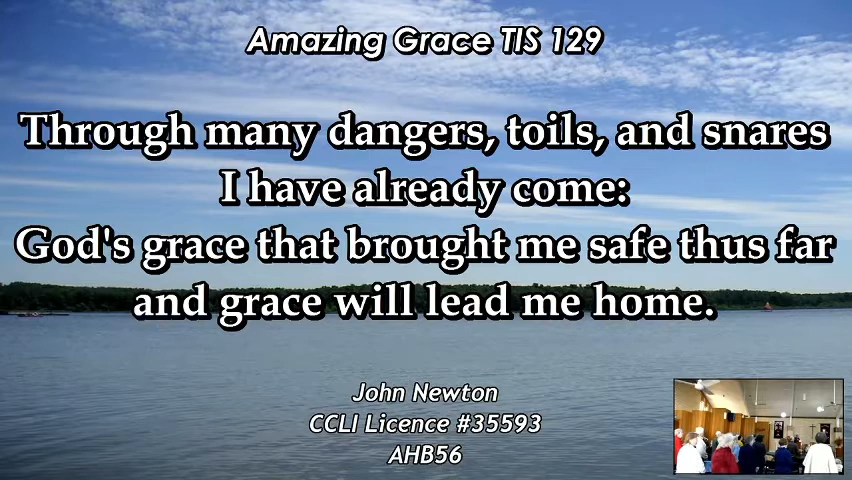 Amazing Grace TIS 129
Through many dangers, toils, and snares
I have already come:
God's grace that brought me safe thus far
and grace will lead me home.
John Newton
CCLI Licence #35593
AHB56